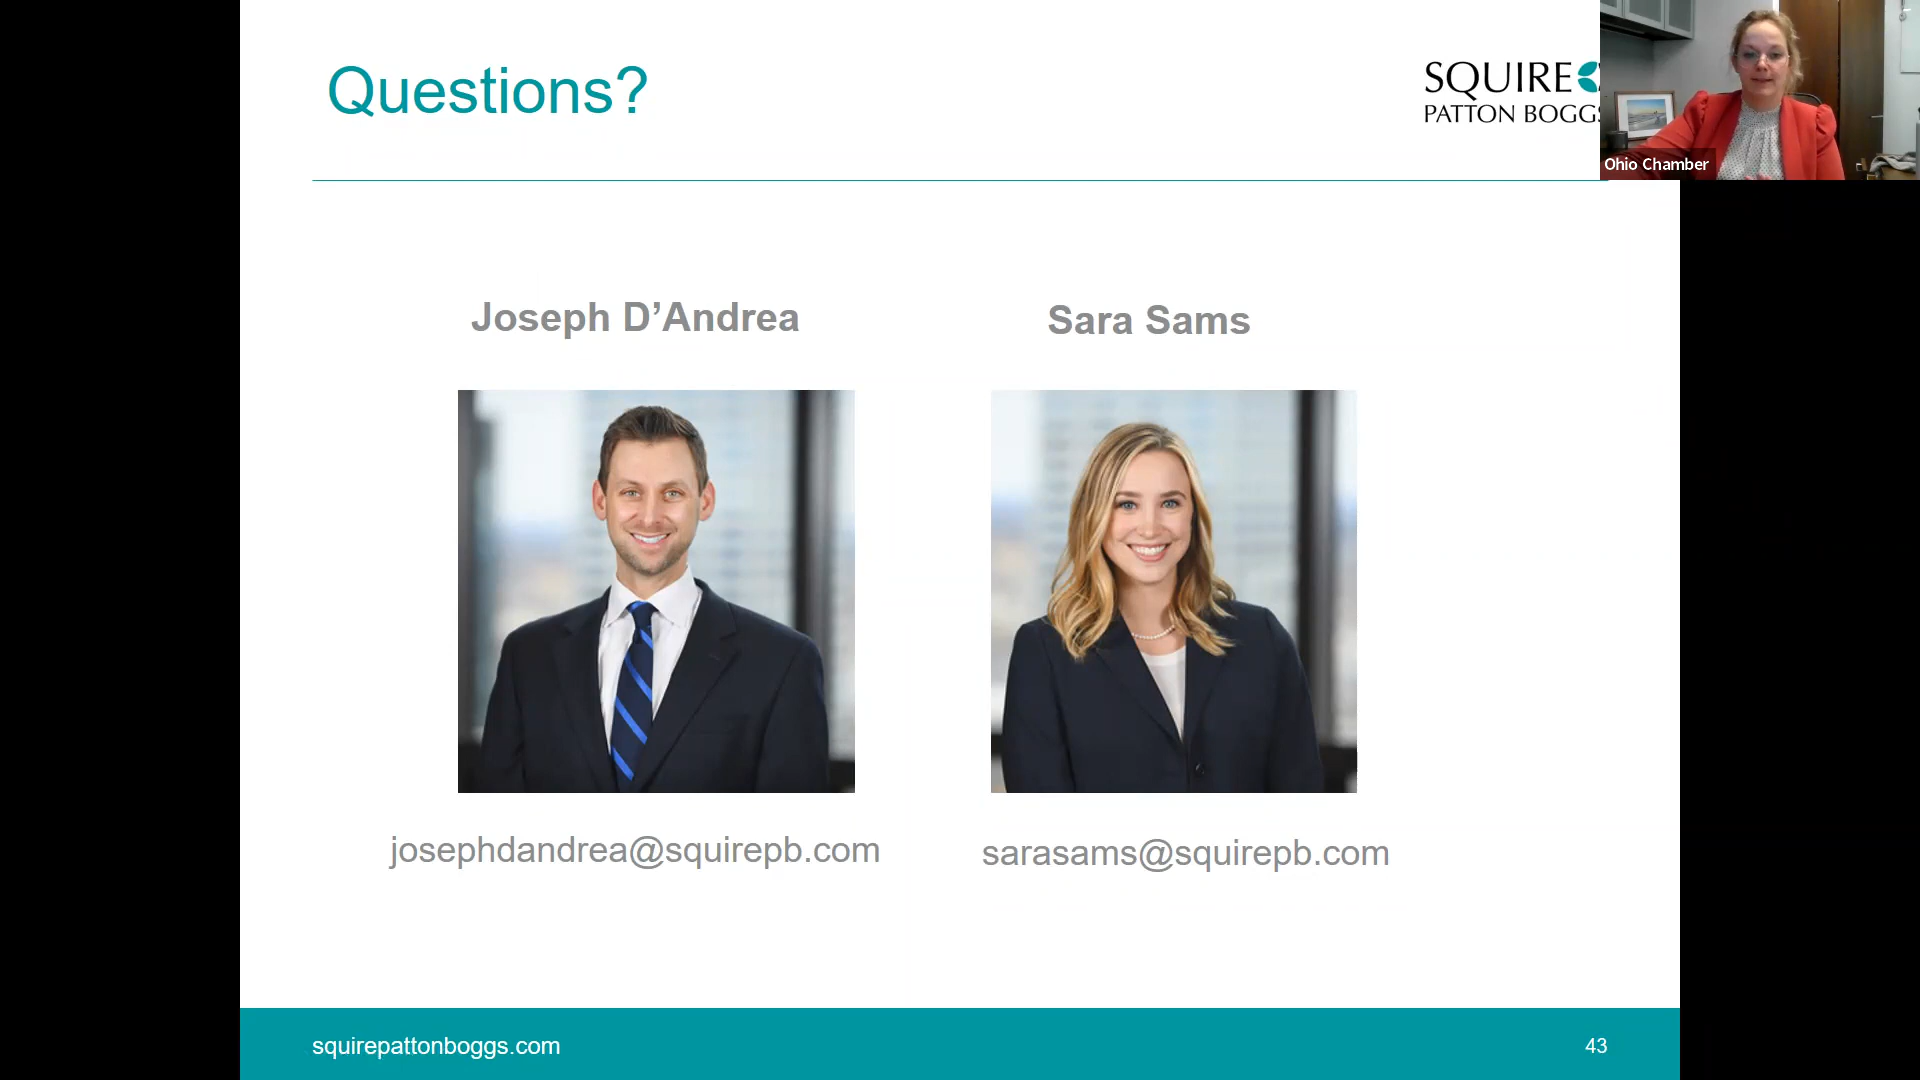 Questions?
SQUIRE
PATTON BOGGS
Ohio Chamber
Joseph D’Andrea
Sara Sams
josephdandrea@squirepb.com
sarasams@squirepb.com
squirepattonboggs.com
43